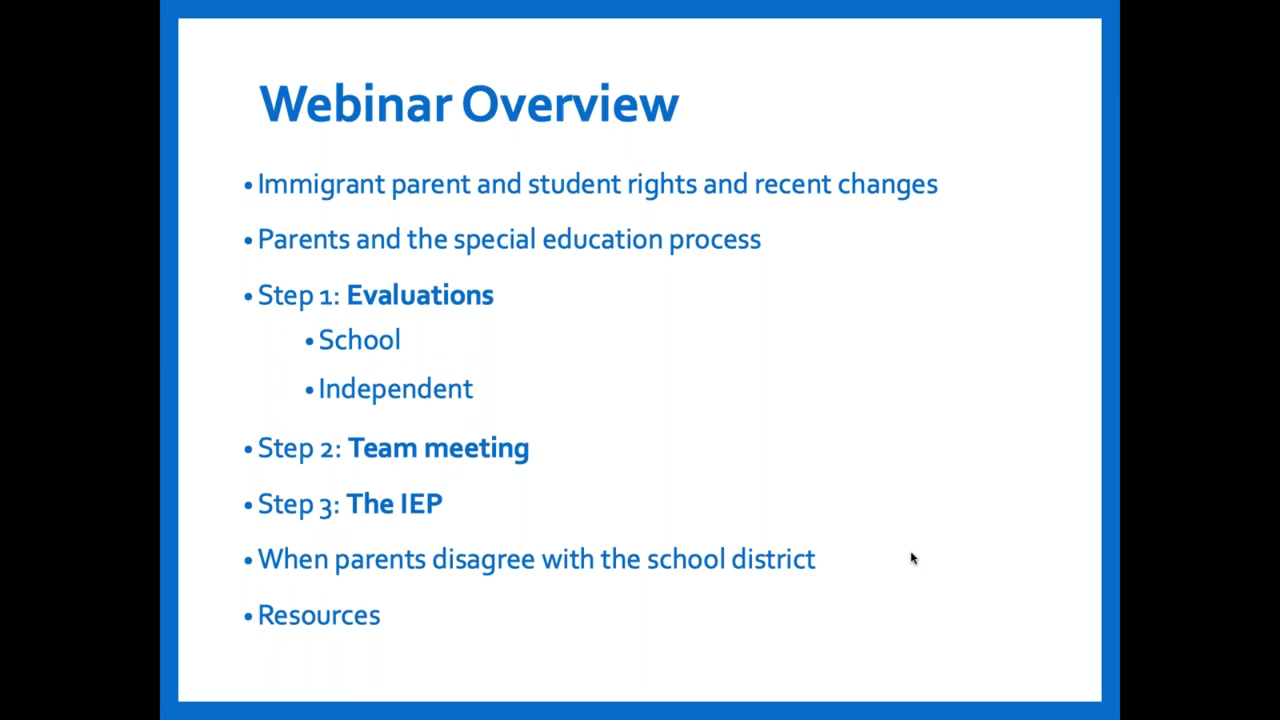 Webinar Overview
• Immigrant parent and student rights and recent changes
• Parents and the special education process
• Step 1: Evaluations
• School
• Independent
• Step 2: Team meeting
• Step 3: The IEP
• When parents disagree with the school district
• Resources